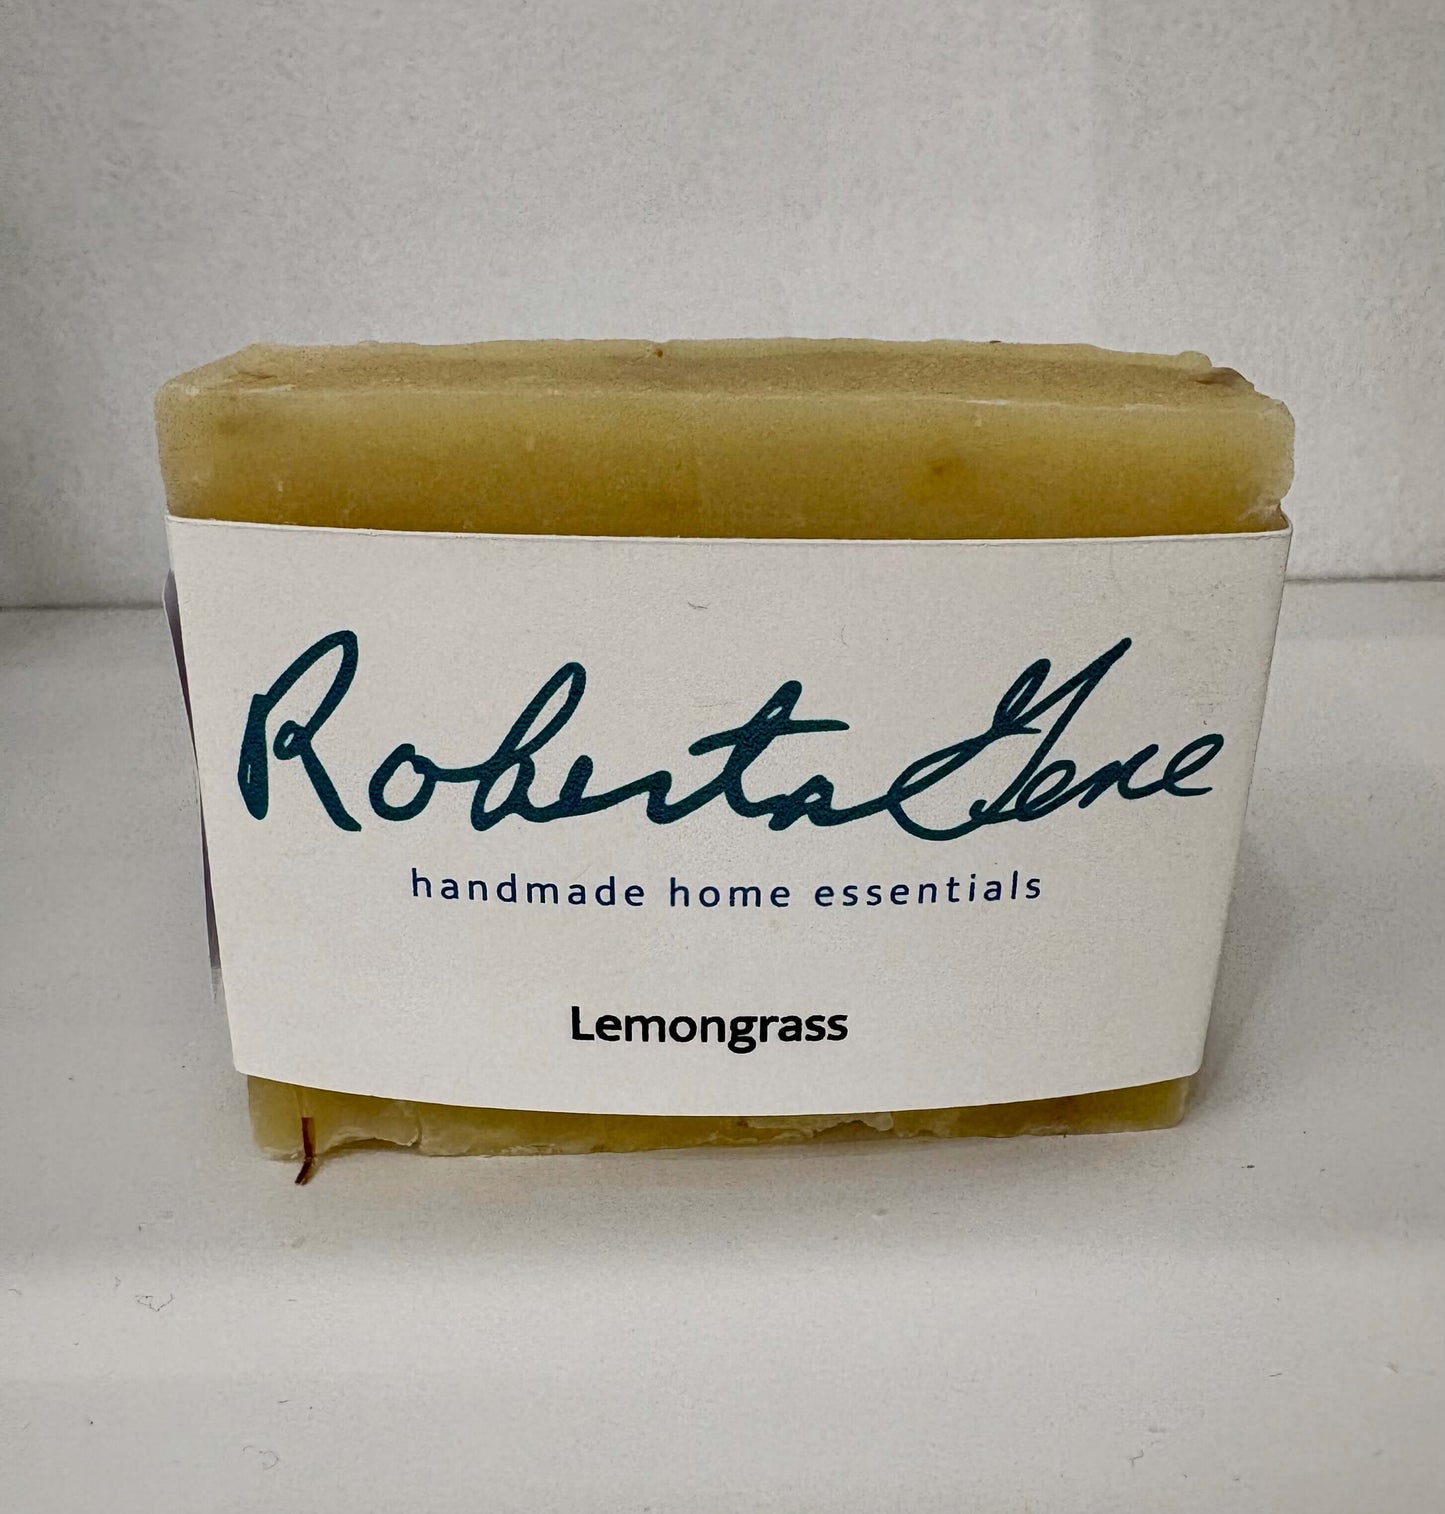 Roberta Gene
handmade home essentials
Lemongrass